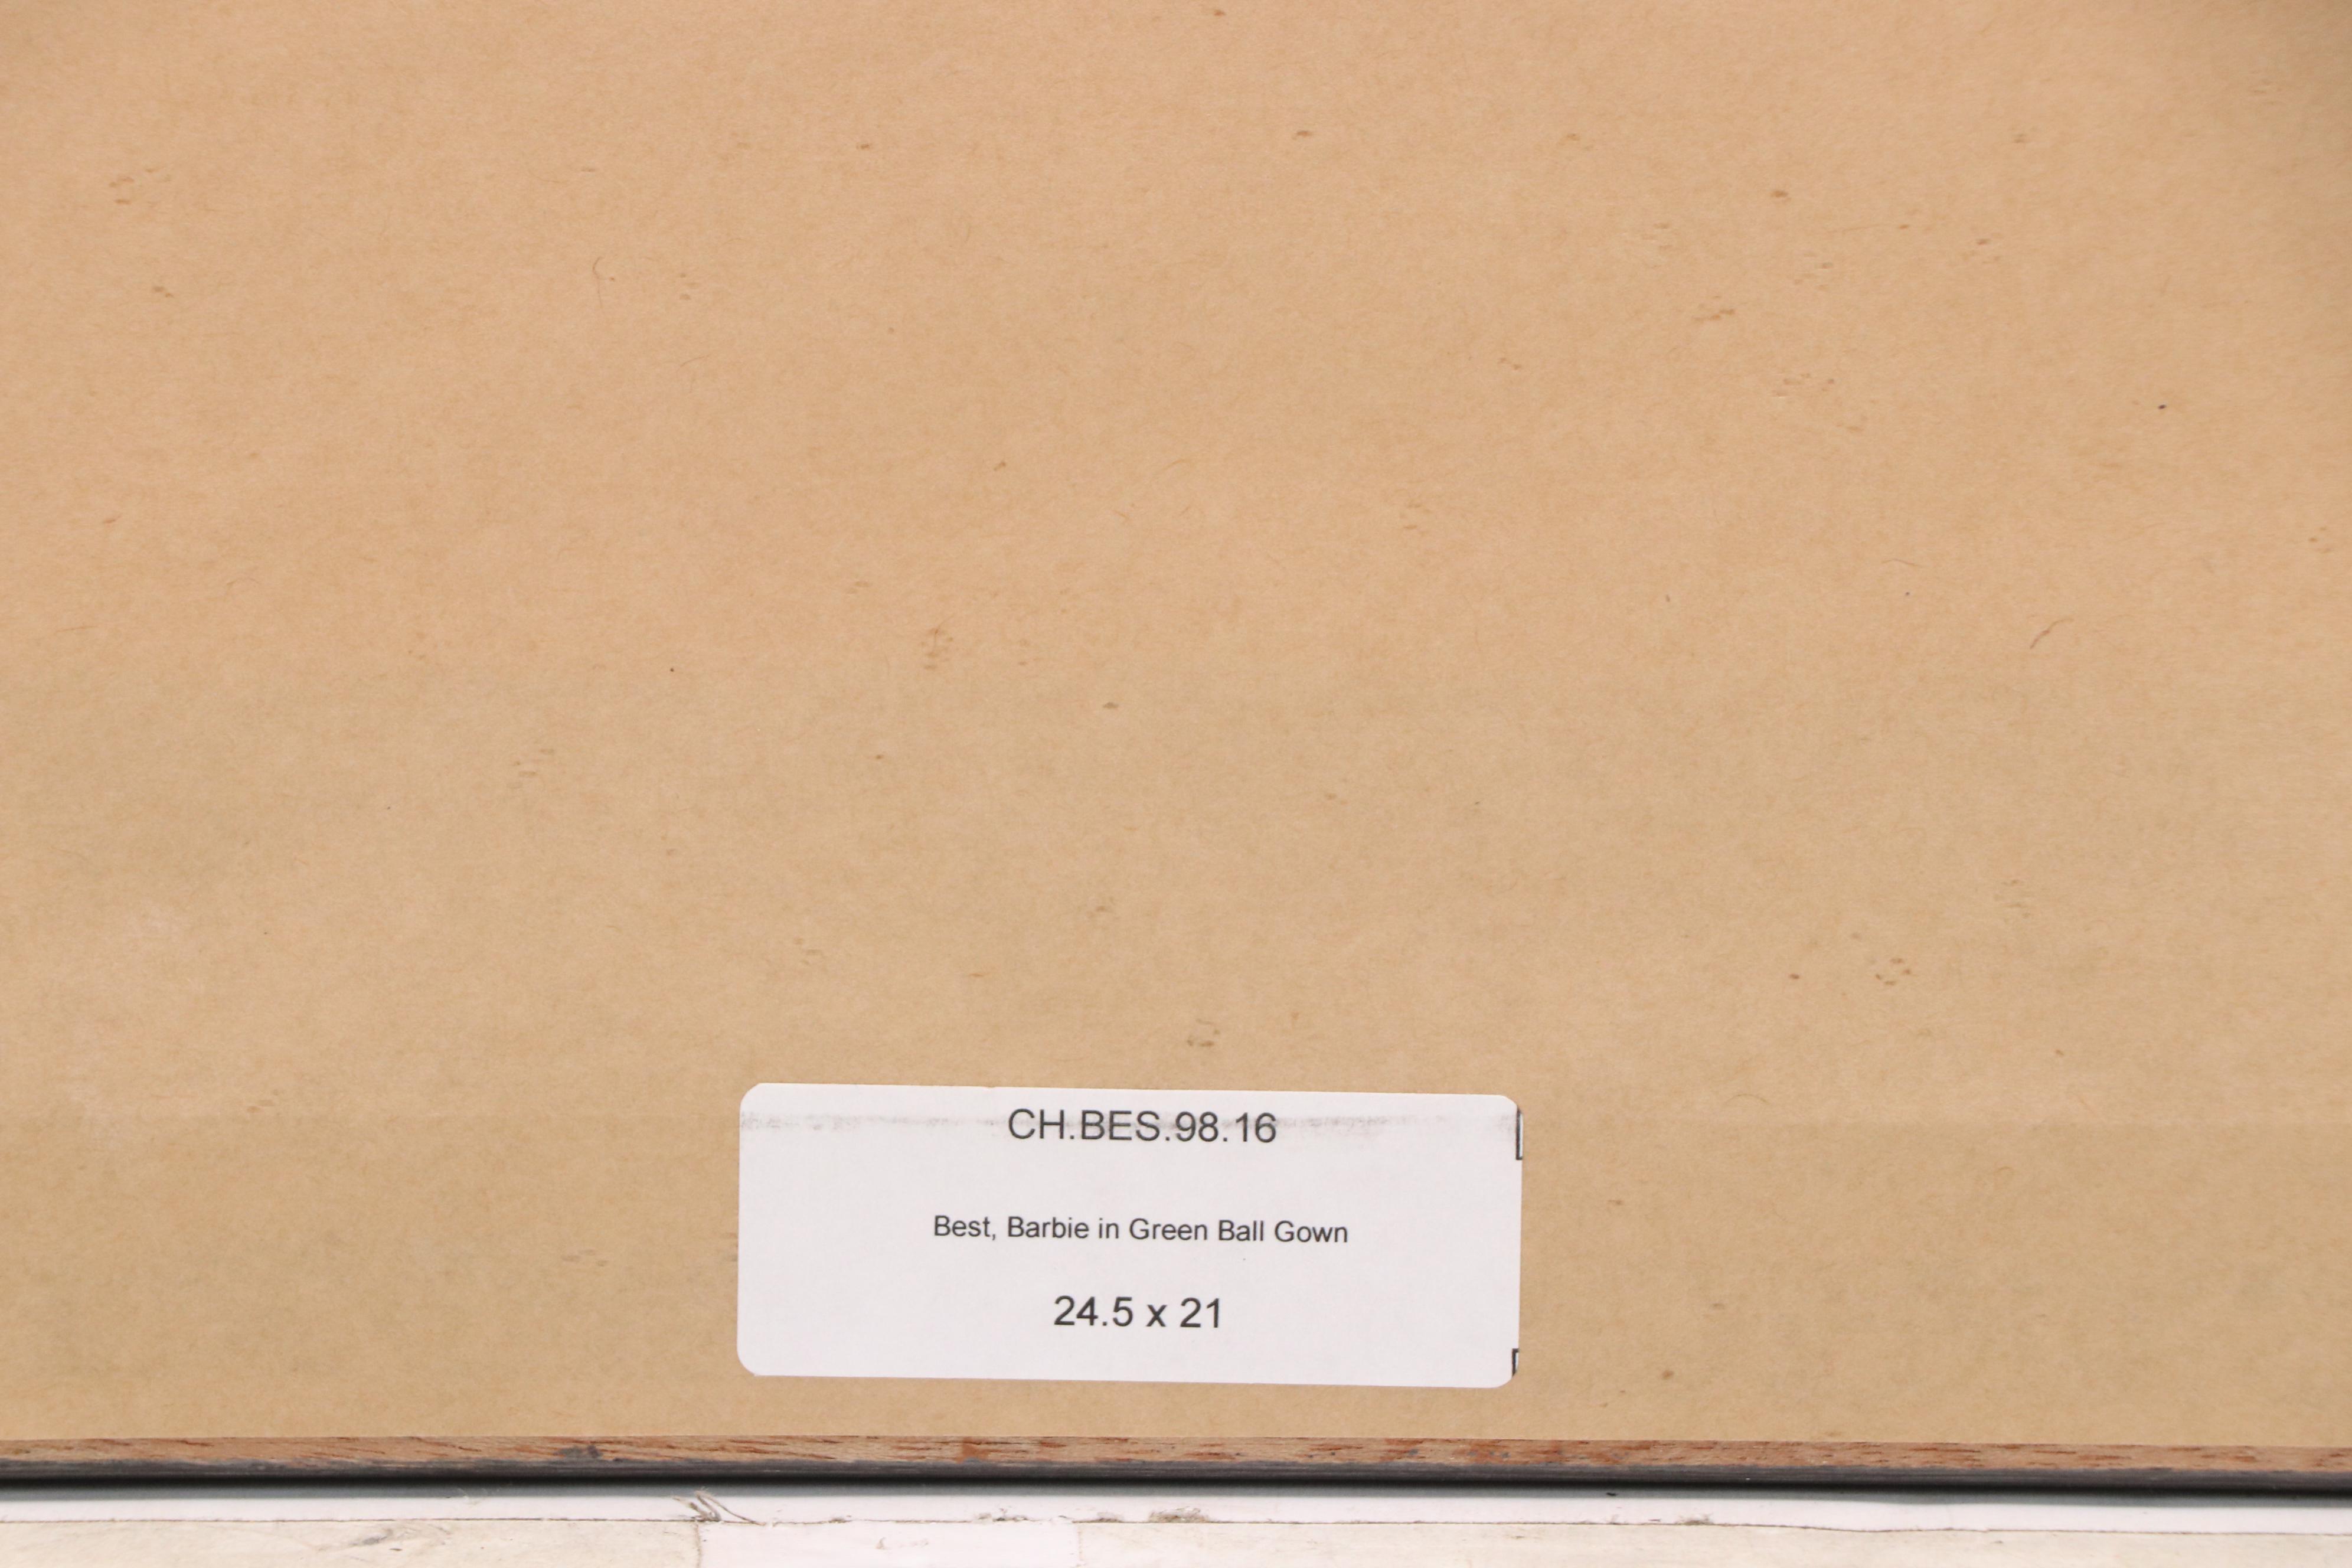 CH.BES.98.16
Best, Barbie in Green Ball Gown
24.5 x 21